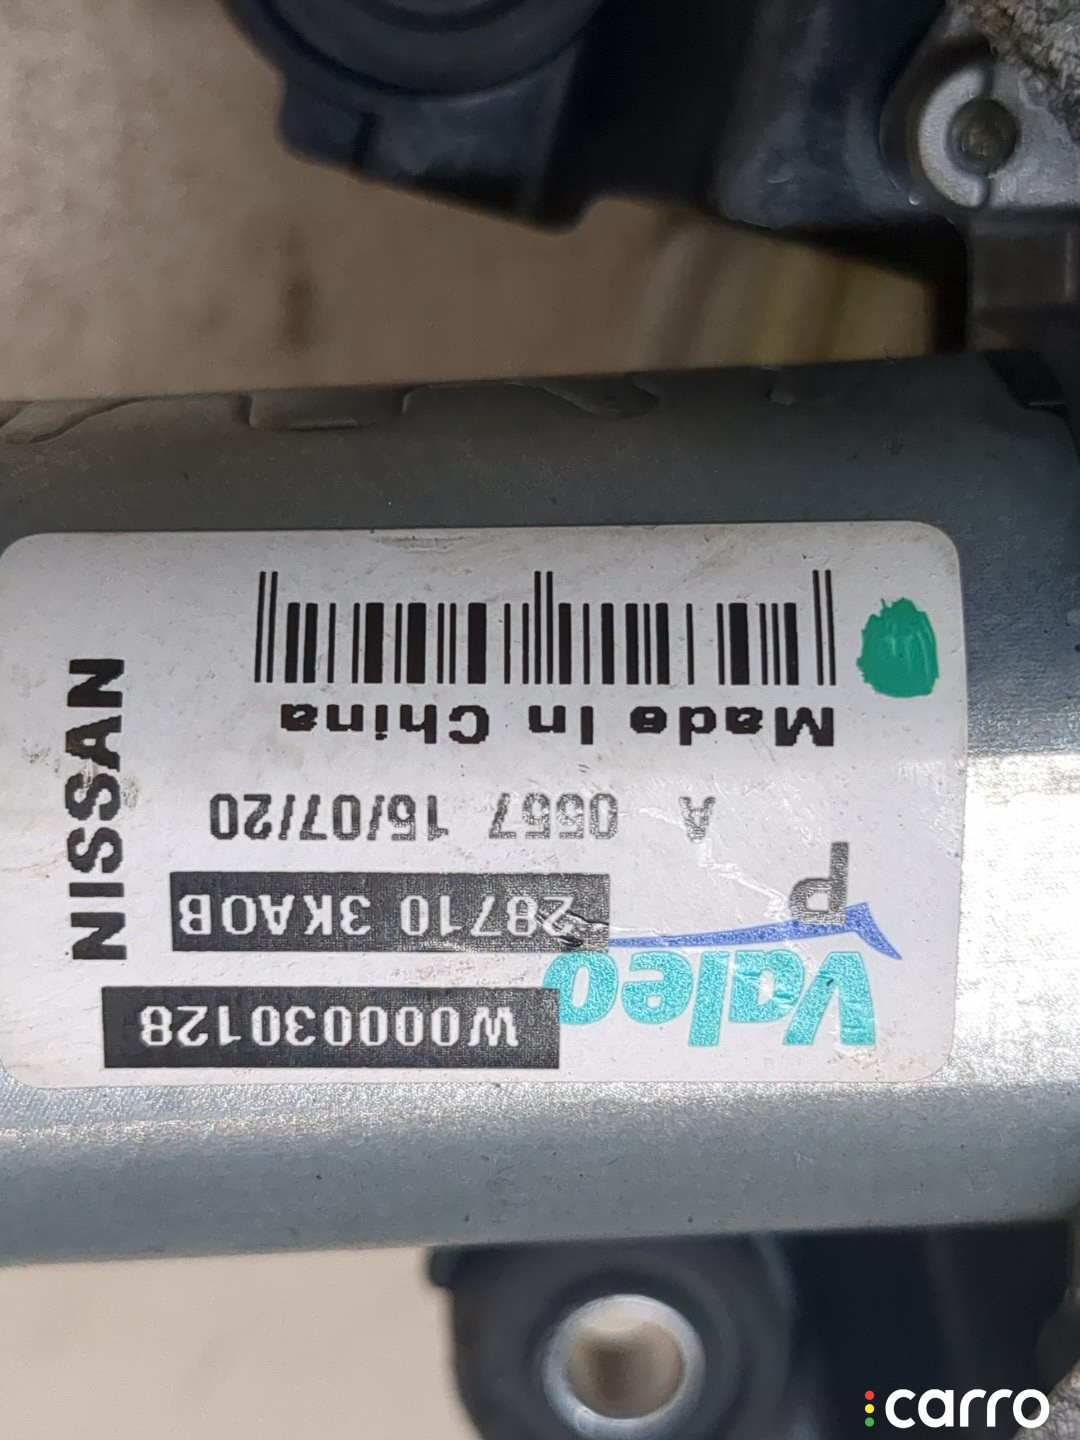 Valeo
W000030128
28710 3KA0B
P
A 0557 15/07/20
Made In China
NISSAN
carro